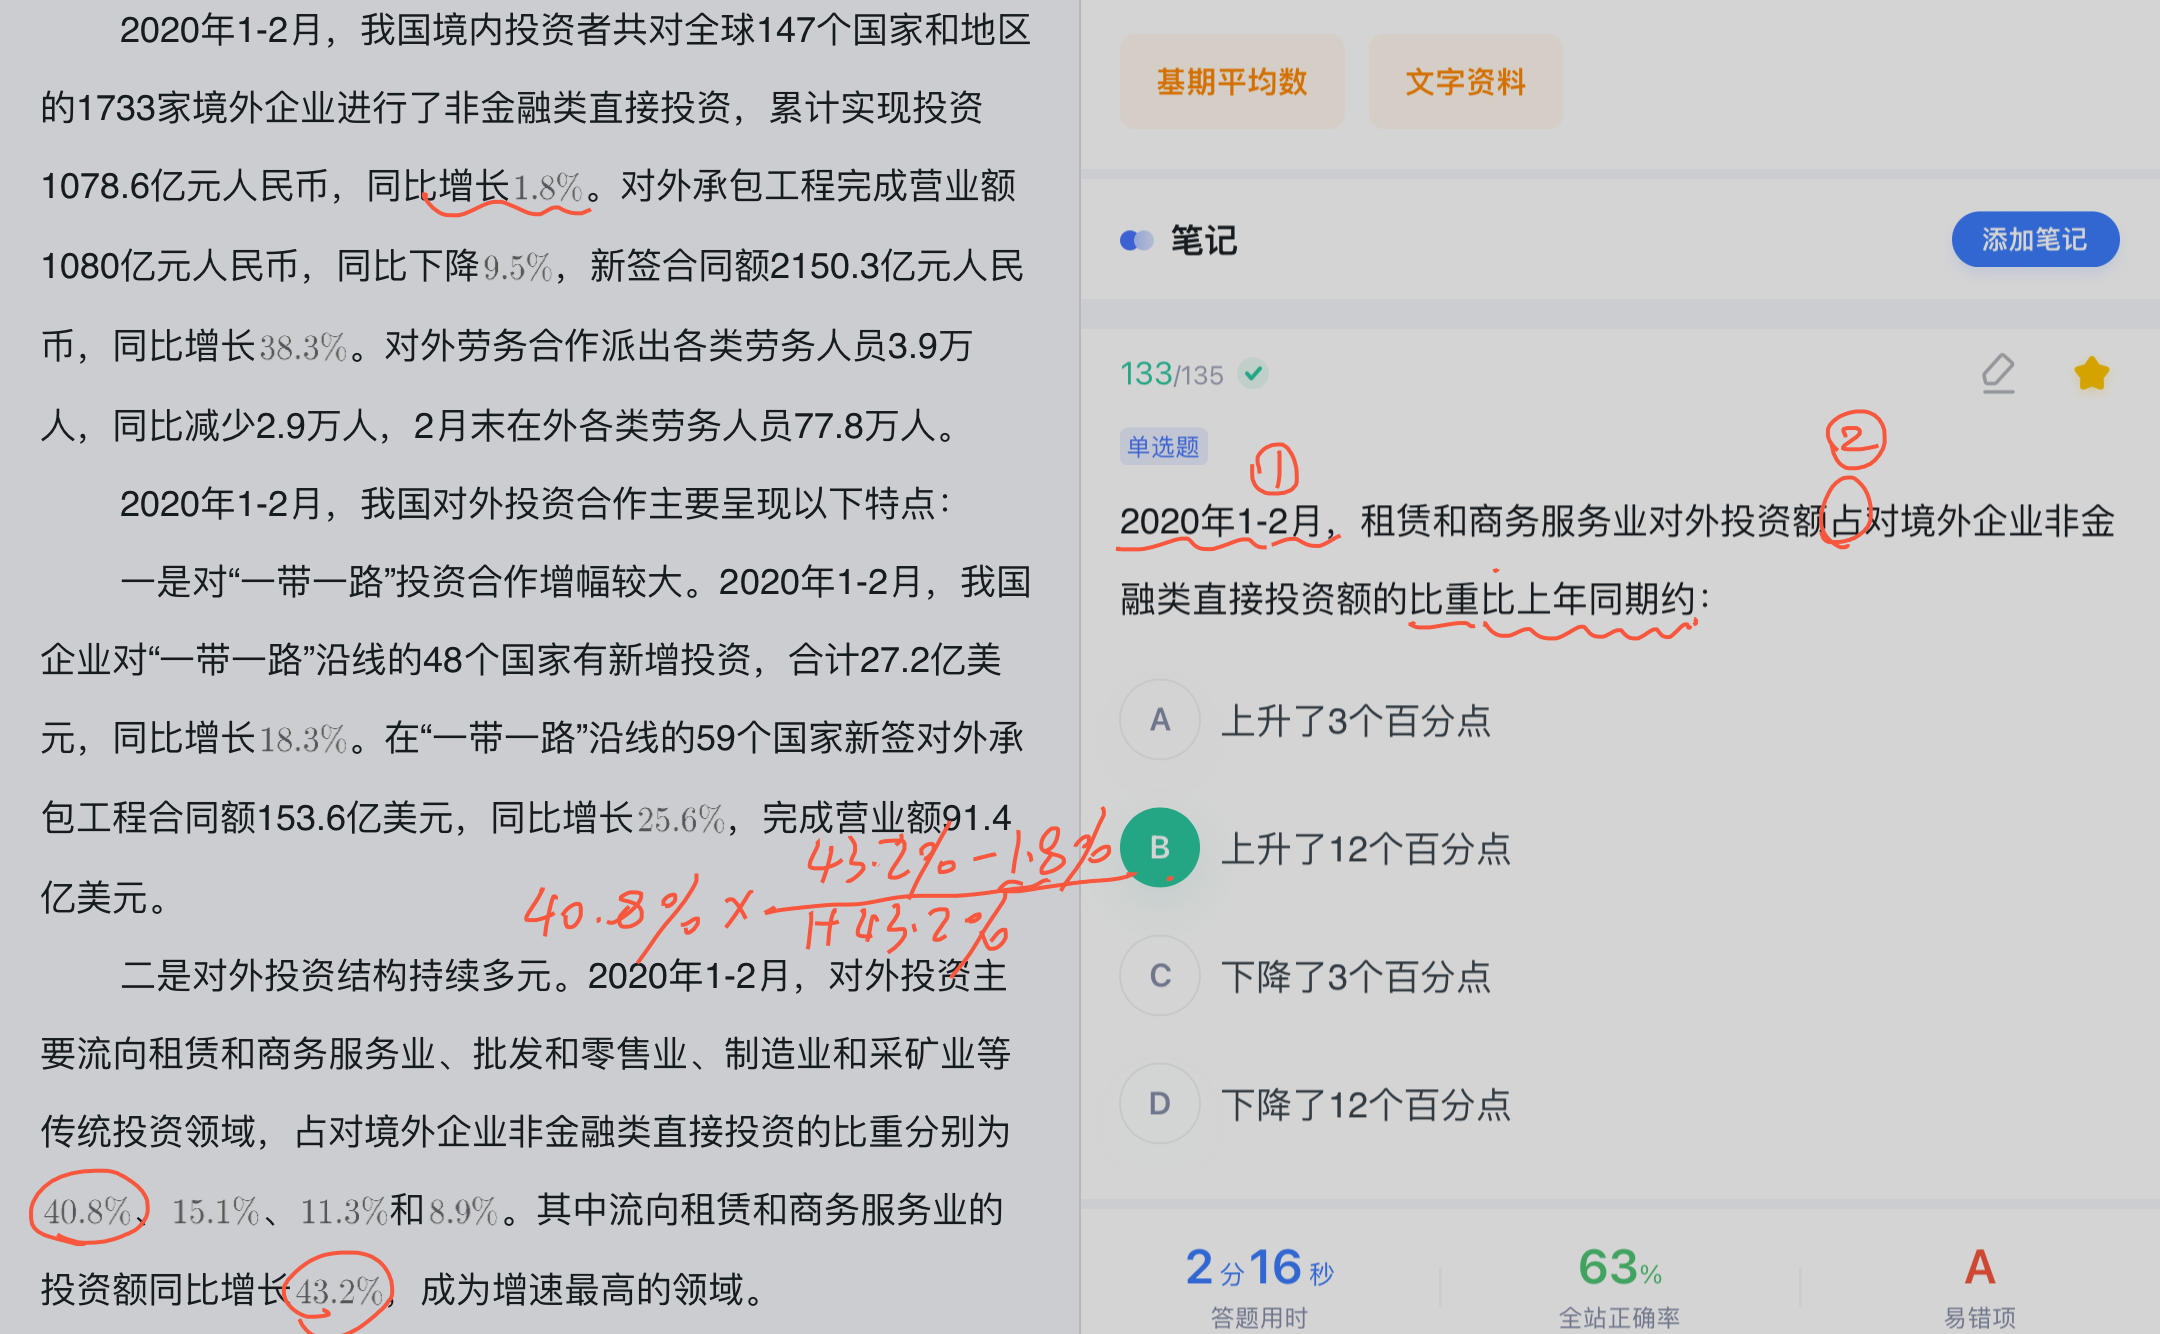 2020年1-2月，我国境内投资者共对全球147个国家和地区
的1733家境外企业进行了非金融类直接投资，累计实现投资
1078.6亿元人民币，同比增长1.8%。对外承包工程完成营业额
1080亿元人民币，同比下降9.5%，新签合同额2150.3亿元人民
币，同比增长38.3%。对外劳务合作派出各类劳务人员3.9万
人，同比减少2.9万人，2月末在外各类劳务人员77.8万人。
2020年1-2月，我国对外投资合作主要呈现以下特点：
一是对“一带一路”投资合作增幅较大。2020年1-2月，我国
企业对“一带一路”沿线的48个国家有新增投资，合计27.2亿美
元，同比增长18.3%。在“一带一路”沿线的59个国家新签对外承
包工程合同额153.6亿美元，同比增长25.6%，完成营业额91.4
亿美元。
40.8% × 43.2% - 1.8%
1+43.2%
二是对外投资结构持续多元。2020年1-2月，对外投资主
要流向租赁和商务服务业、批发和零售业、制造业和采矿业等
传统投资领域，占对境外企业非金融类直接投资的比重分别为
40.8%、15.1%、11.3%和8.9%。其中流向租赁和商务服务业的
投资额同比增长43.2%，成为增速最高的领域。
基期平均数
文字资料
笔记
添加笔记
133/135
单选题
①
②
2020年1-2月，租赁和商务服务业对外投资额占对境外企业非金
融类直接投资额的比重比上年同期约：
A 上升了3个百分点
B 上升了12个百分点
C 下降了3个百分点
D 下降了12个百分点
2分16秒
答题用时
63%
全站正确率
A
易错项